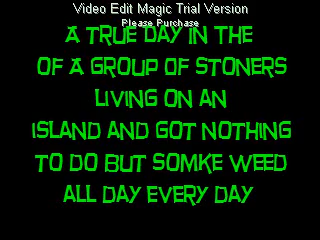 Video Edit Magic Trial Version
Please Purchase
A TRUE DAY IN THE
OF A GROUP OF STONERS
LIVING ON AN
ISLAND AND GOT NOTHING
TO DO BUT SOMKE WEED
ALL DAY EVERY DAY